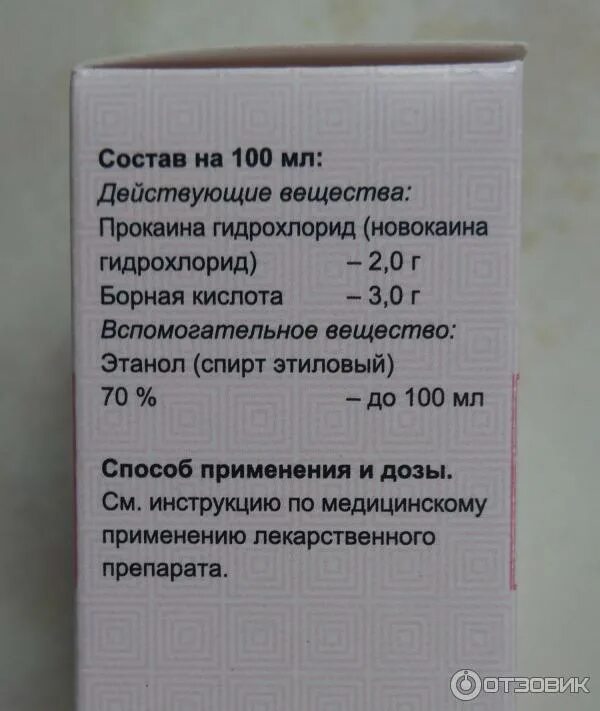 Состав на 100 мл:
Действующие вещества:
Прокаина гидрохлорид (новокаина
гидрохлорид) – 2,0 г
Борная кислота – 3,0 г
Вспомогательное вещество:
Этанол (спирт этиловый)
70 % – до 100 мл
Способ применения и дозы.
См. инструкцию по медицинскому
применению лекарственного
препарата.
ОТЗОВИК